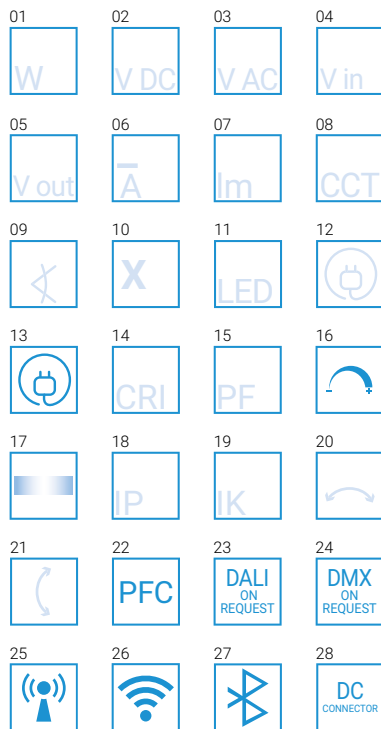 01 02 03 04
W V DC V AC V in
05 06 07 08
V out A lm CCT
09 10 11 12
X LED
13 14 15 16
CRI PF - +
17 18 19 20
IP IK
21 22 23 24
PFC DALI DMX
ON ON
REQUEST REQUEST
25 26 27 28
DC
CONNECTOR